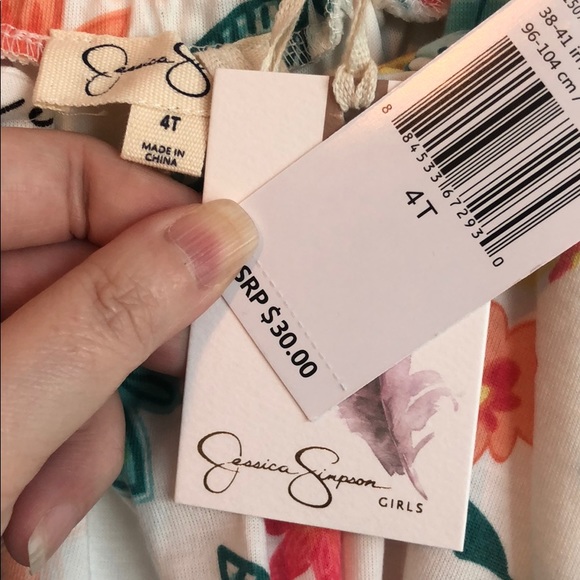 Jessica Simpson
4T
MADE IN
CHINA
38-41 in
96-104 cm /
8 84533 67293 0
4T
SRP $30.00
Jessica Simpson
GIRLS